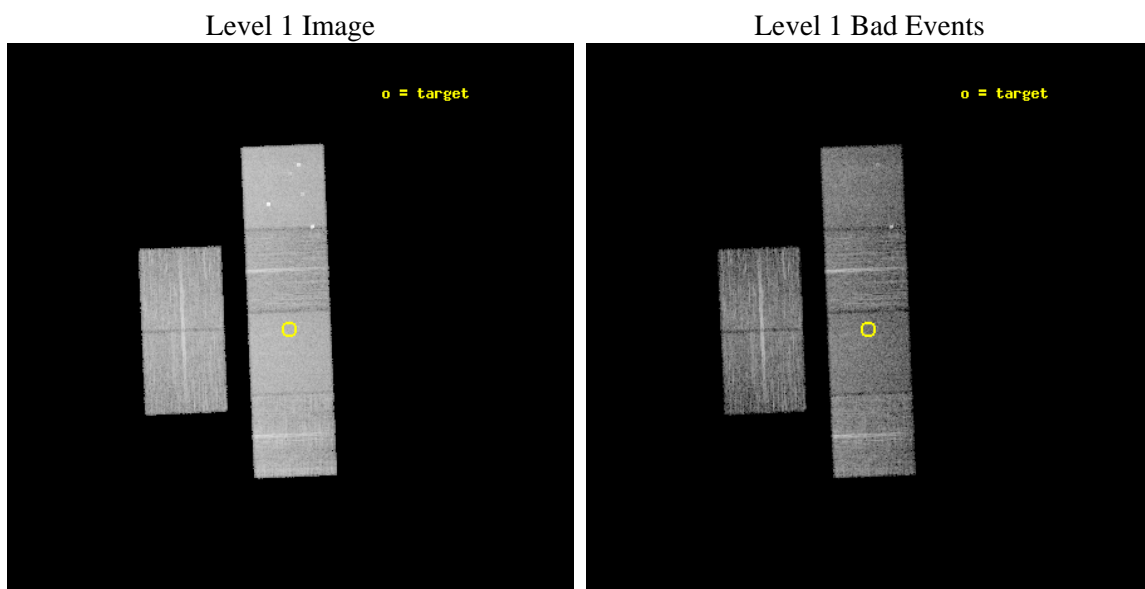 Level 1 Image
Level 1 Bad Events
o = target
o = target